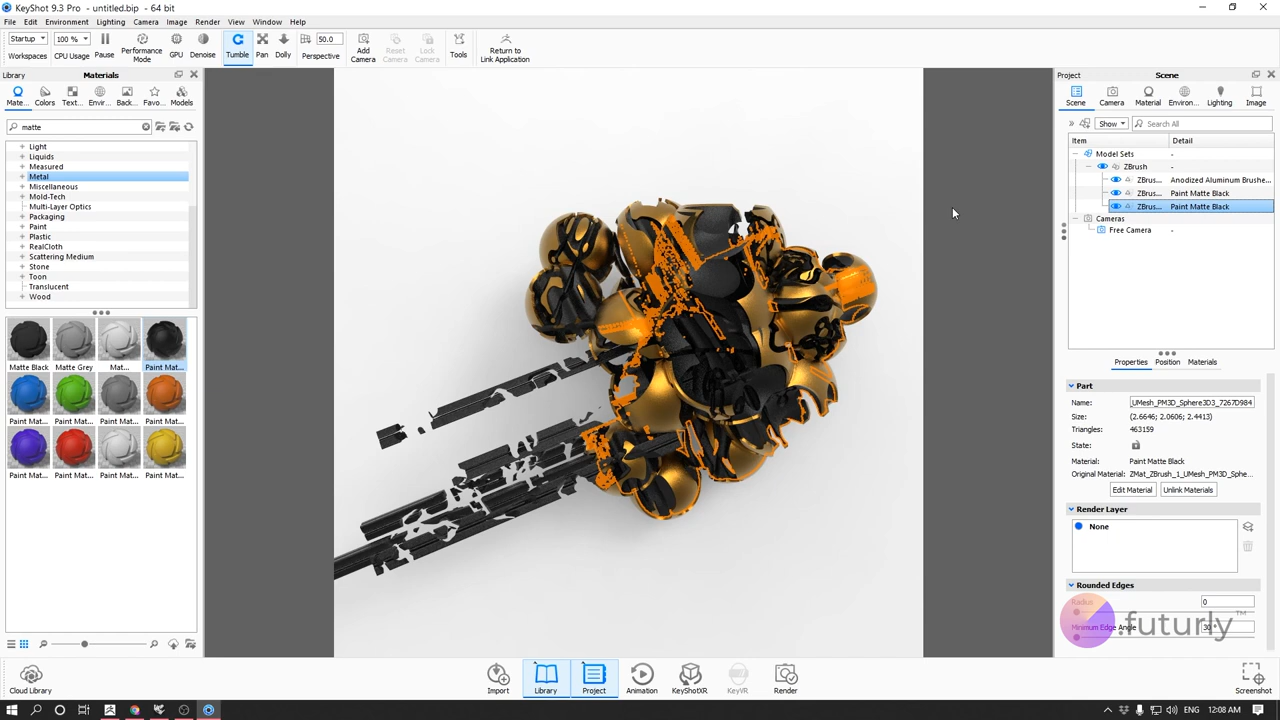 KeyShot 9.3 Pro - untitled.bip - 64 bit
File Edit Environment Lighting Camera Image Render View Window Help
Startup 100 % 50.0
Workspaces CPU Usage Pause Performance Mode GPU Denoise Tumble Pan Dolly Perspective Add Camera Reset Camera Lock Camera Tools Return to Link Application
Library Materials
Project Scene
Mate... Colors Text... Envir... Back... Favo... Models
Scene Camera Material Environ... Lighting Image
matte
» Show Search All
Item Detail
Light
Liquids
Measured
Metal
Miscellaneous
Mold-Tech
Multi-Layer Optics
Packaging
Paint
Plastic
RealCloth
Scattering Medium
Stone
Toon
Translucent
Wood
Model Sets -
ZBrush -
ZBrus... Anodized Aluminum Brushe...
ZBrus... Paint Matte Black
ZBrus... Paint Matte Black
Cameras
Free Camera -
Matte Black Matte Grey Mat... Paint Mat...
Paint Mat... Paint Mat... Paint Mat... Paint Mat...
Paint Mat... Paint Mat... Paint Mat... Paint Mat...
Properties Position Materials
Part
Name: UMesh_PM3D_Sphere3D3_7267D984
Size: (2.6646; 2.0606; 2.4413)
Triangles: 463159
State:
Material: Paint Matte Black
Original Material: ZMat_ZBrush_1_UMesh_PM3D_Sphe...
Edit Material Unlink Materials
Render Layer
None
Rounded Edges
Radius 0
Minimum Edge Angle 30 °
.futurly™
Cloud Library Import Library Project Animation KeyShotXR KeyVR Render Screenshot
ENG 12:08 AM